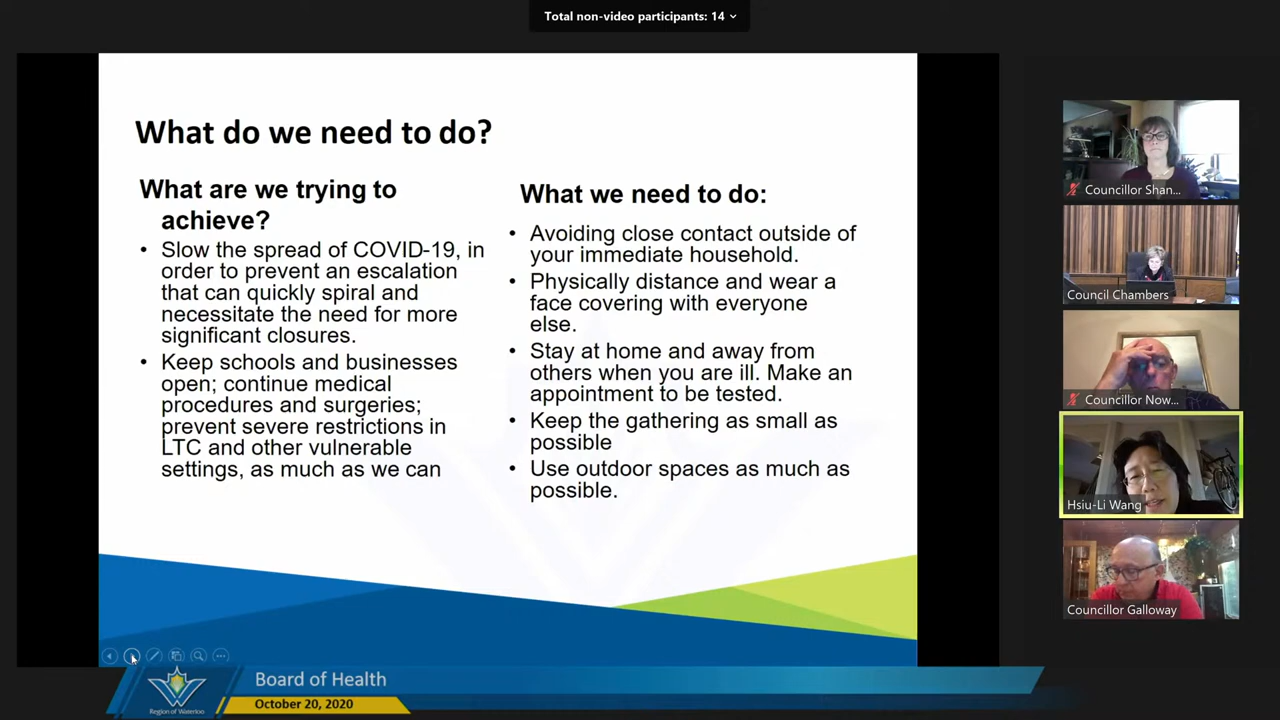 Total non-video participants: 14
What do we need to do?
What are we trying to
achieve?
• Slow the spread of COVID-19, in
order to prevent an escalation
that can quickly spiral and
necessitate the need for more
significant closures.
• Keep schools and businesses
open; continue medical
procedures and surgeries;
prevent severe restrictions in
LTC and other vulnerable
settings, as much as we can
What we need to do:
• Avoiding close contact outside of
your immediate household.
• Physically distance and wear a
face covering with everyone
else.
• Stay at home and away from
others when you are ill. Make an
appointment to be tested.
• Keep the gathering as small as
possible
• Use outdoor spaces as much as
possible.
Councillor Shan...
Council Chambers
Councillor Now...
Hsiu-Li Wang
Councillor Galloway
Region of Waterloo
Board of Health
October 20, 2020